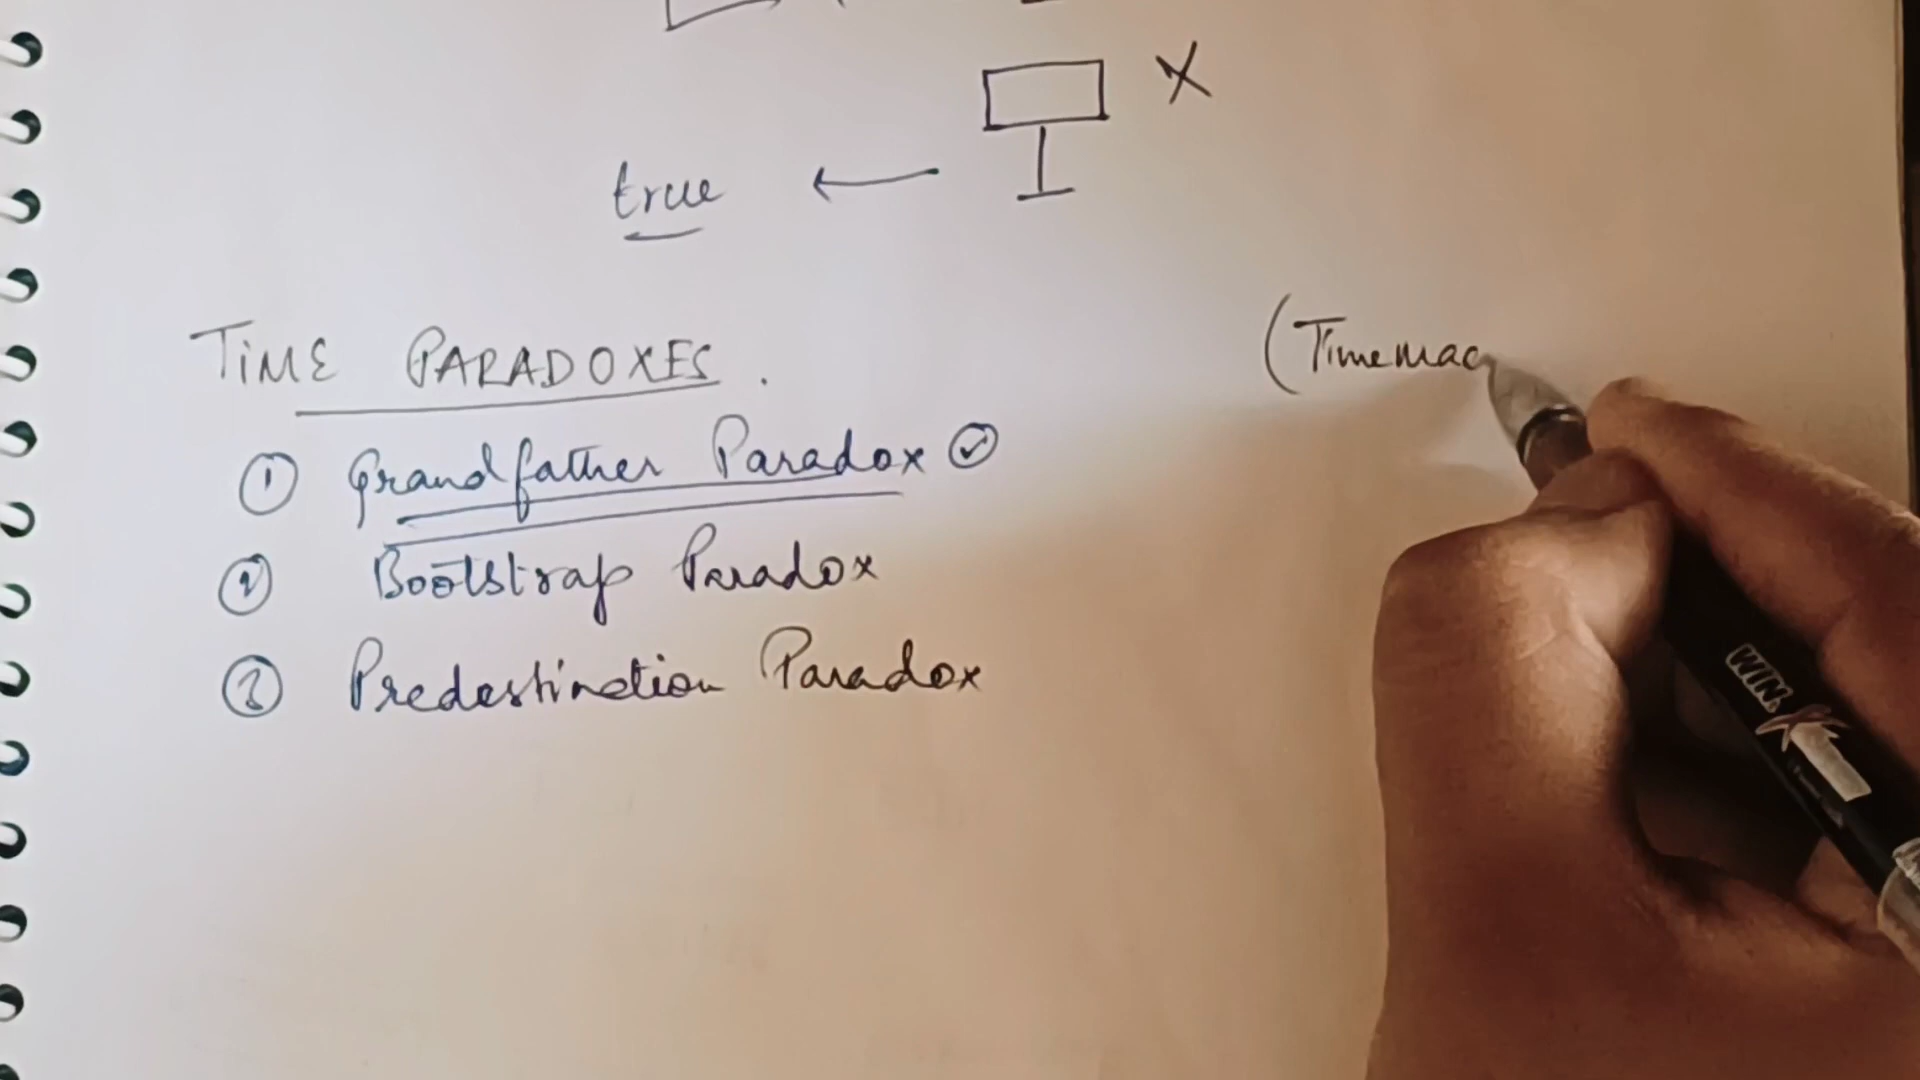 X
true
TIME PARADOXES.
(Timemac
① Grandfather Paradox
② Bootstrap Paradox
③ Predestination Paradox
WIN
X